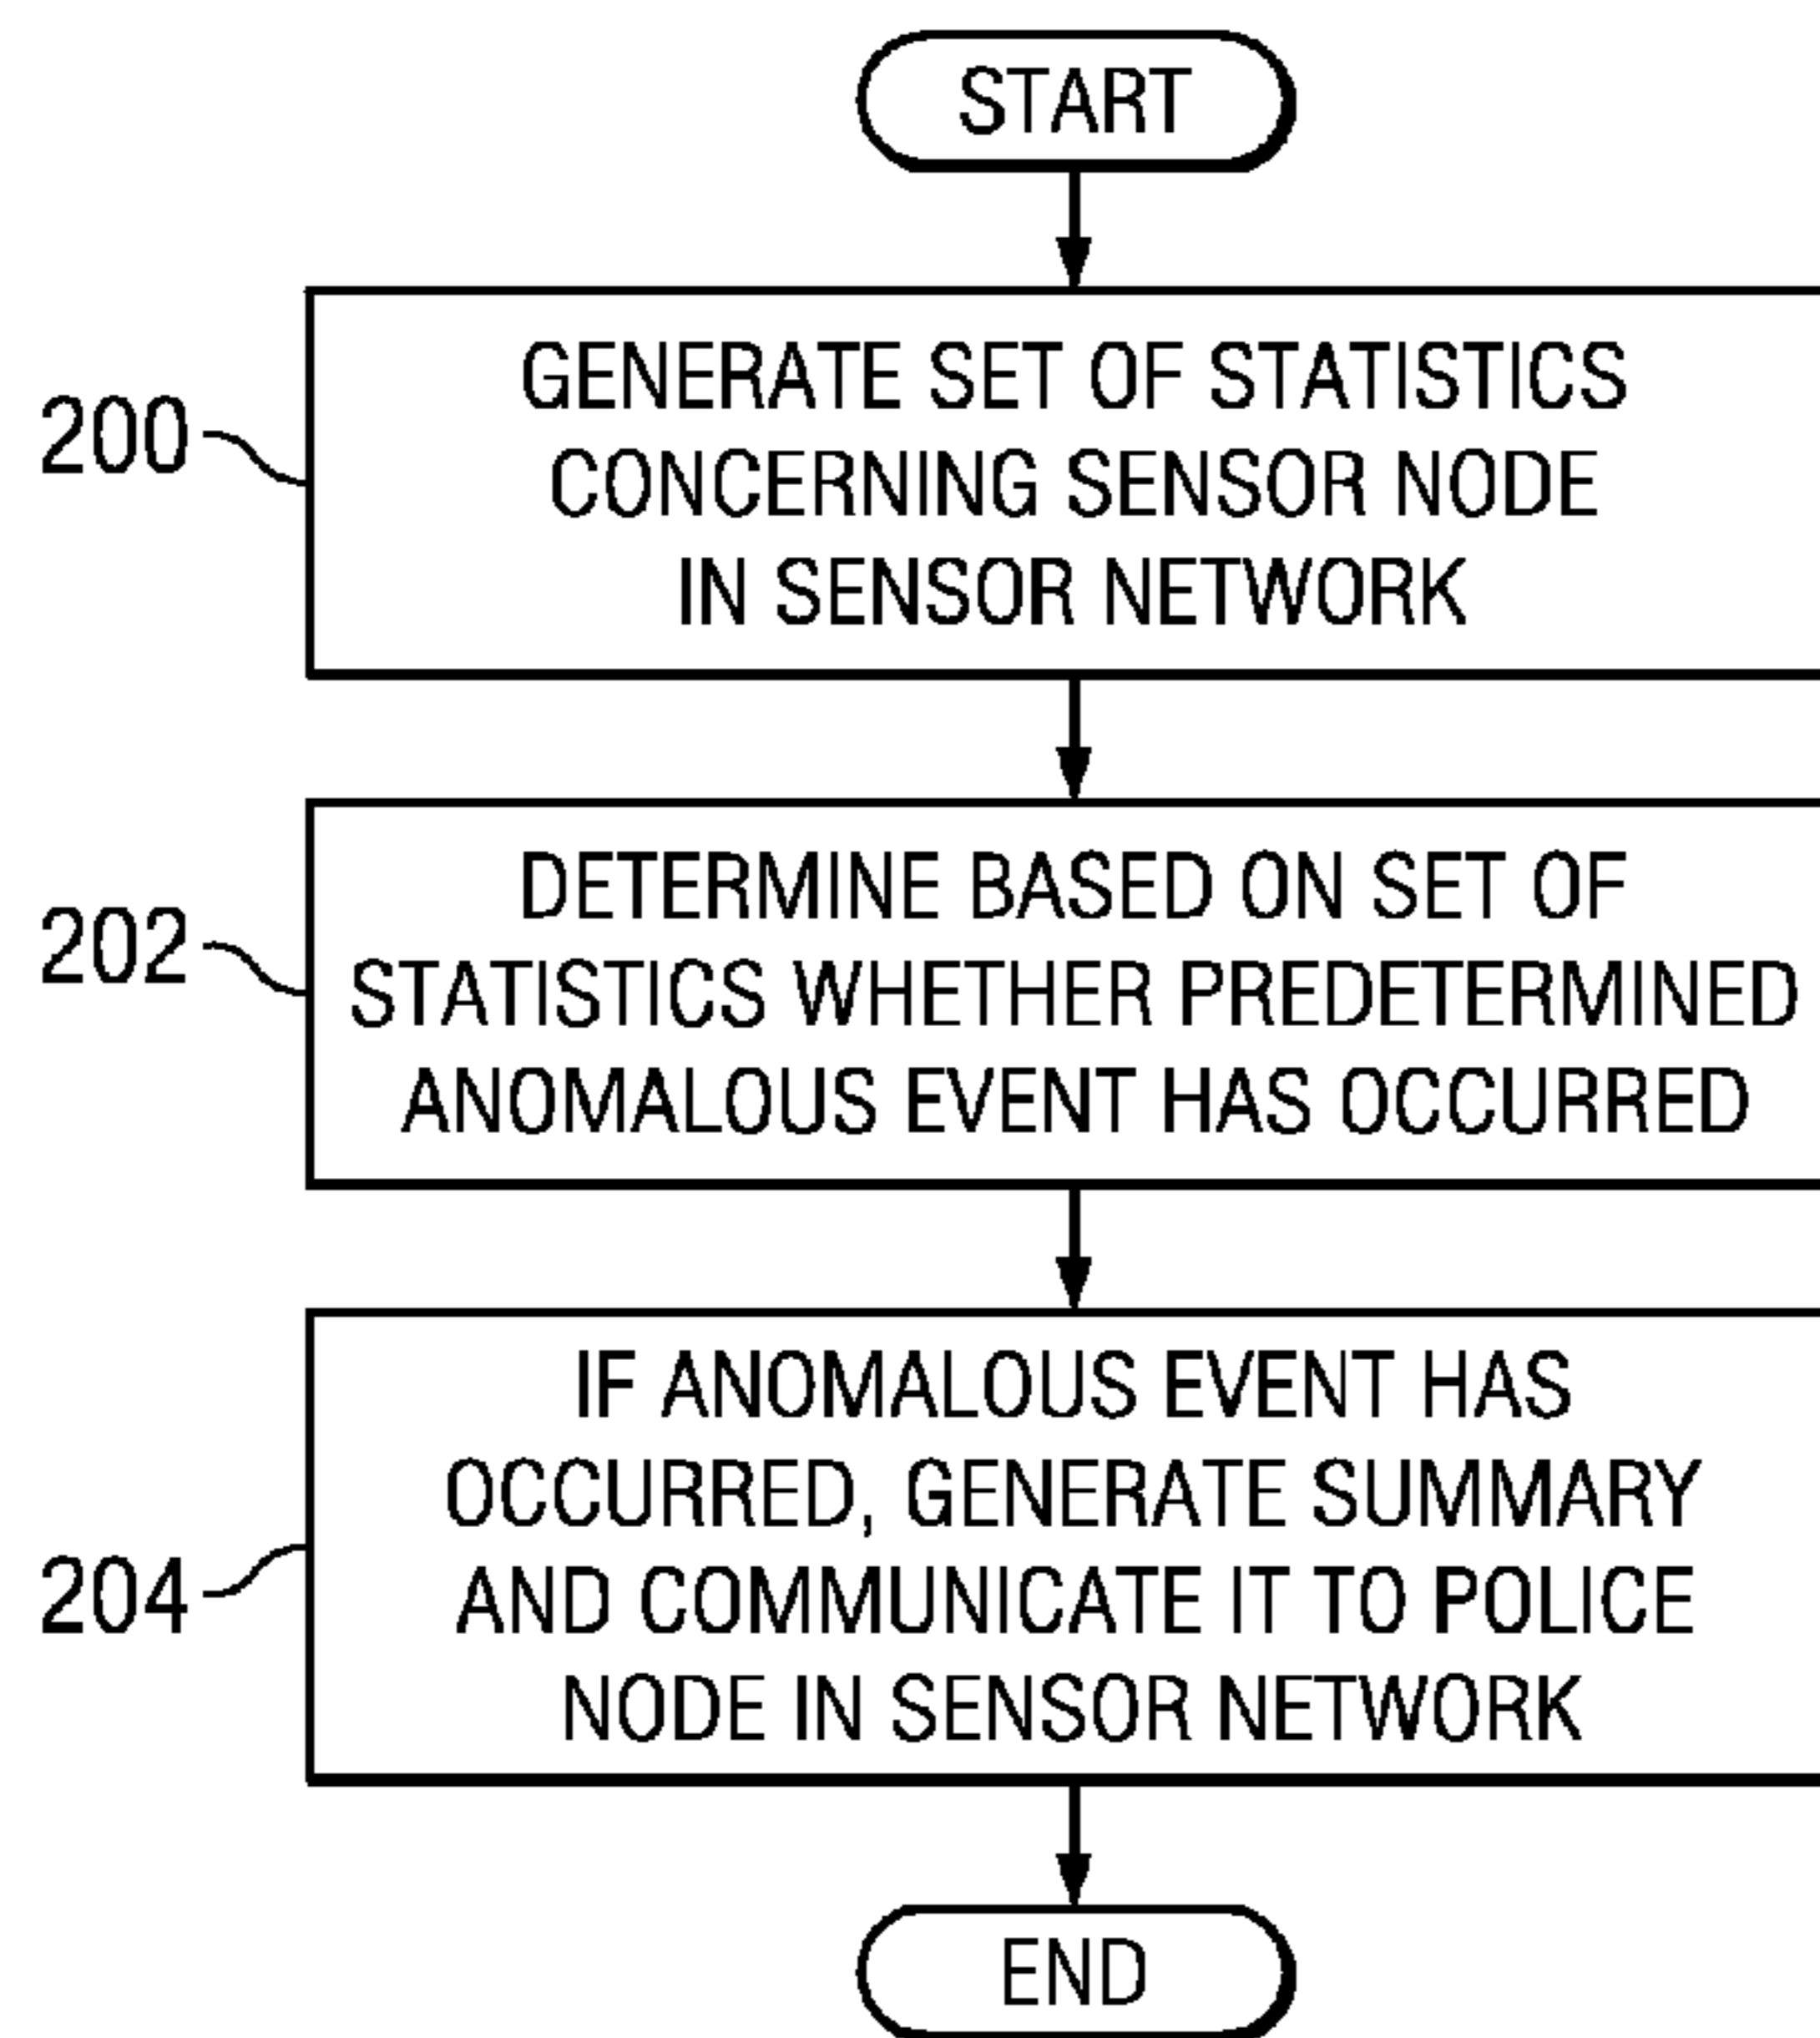 START
200
GENERATE SET OF STATISTICS
CONCERNING SENSOR NODE
IN SENSOR NETWORK
202
DETERMINE BASED ON SET OF
STATISTICS WHETHER PREDETERMINED
ANOMALOUS EVENT HAS OCCURRED
204
IF ANOMALOUS EVENT HAS
OCCURRED, GENERATE SUMMARY
AND COMMUNICATE IT TO POLICE
NODE IN SENSOR NETWORK
END